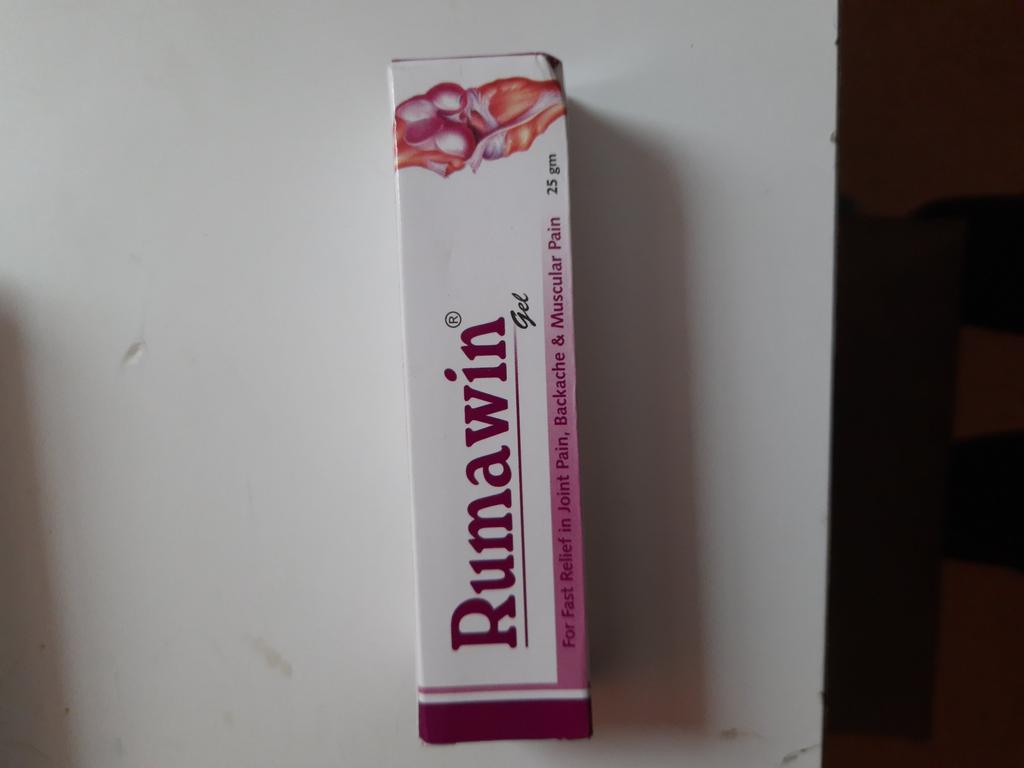 Rumawin®
Gel
For Fast Relief in Joint Pain, Backache & Muscular Pain 25 gm